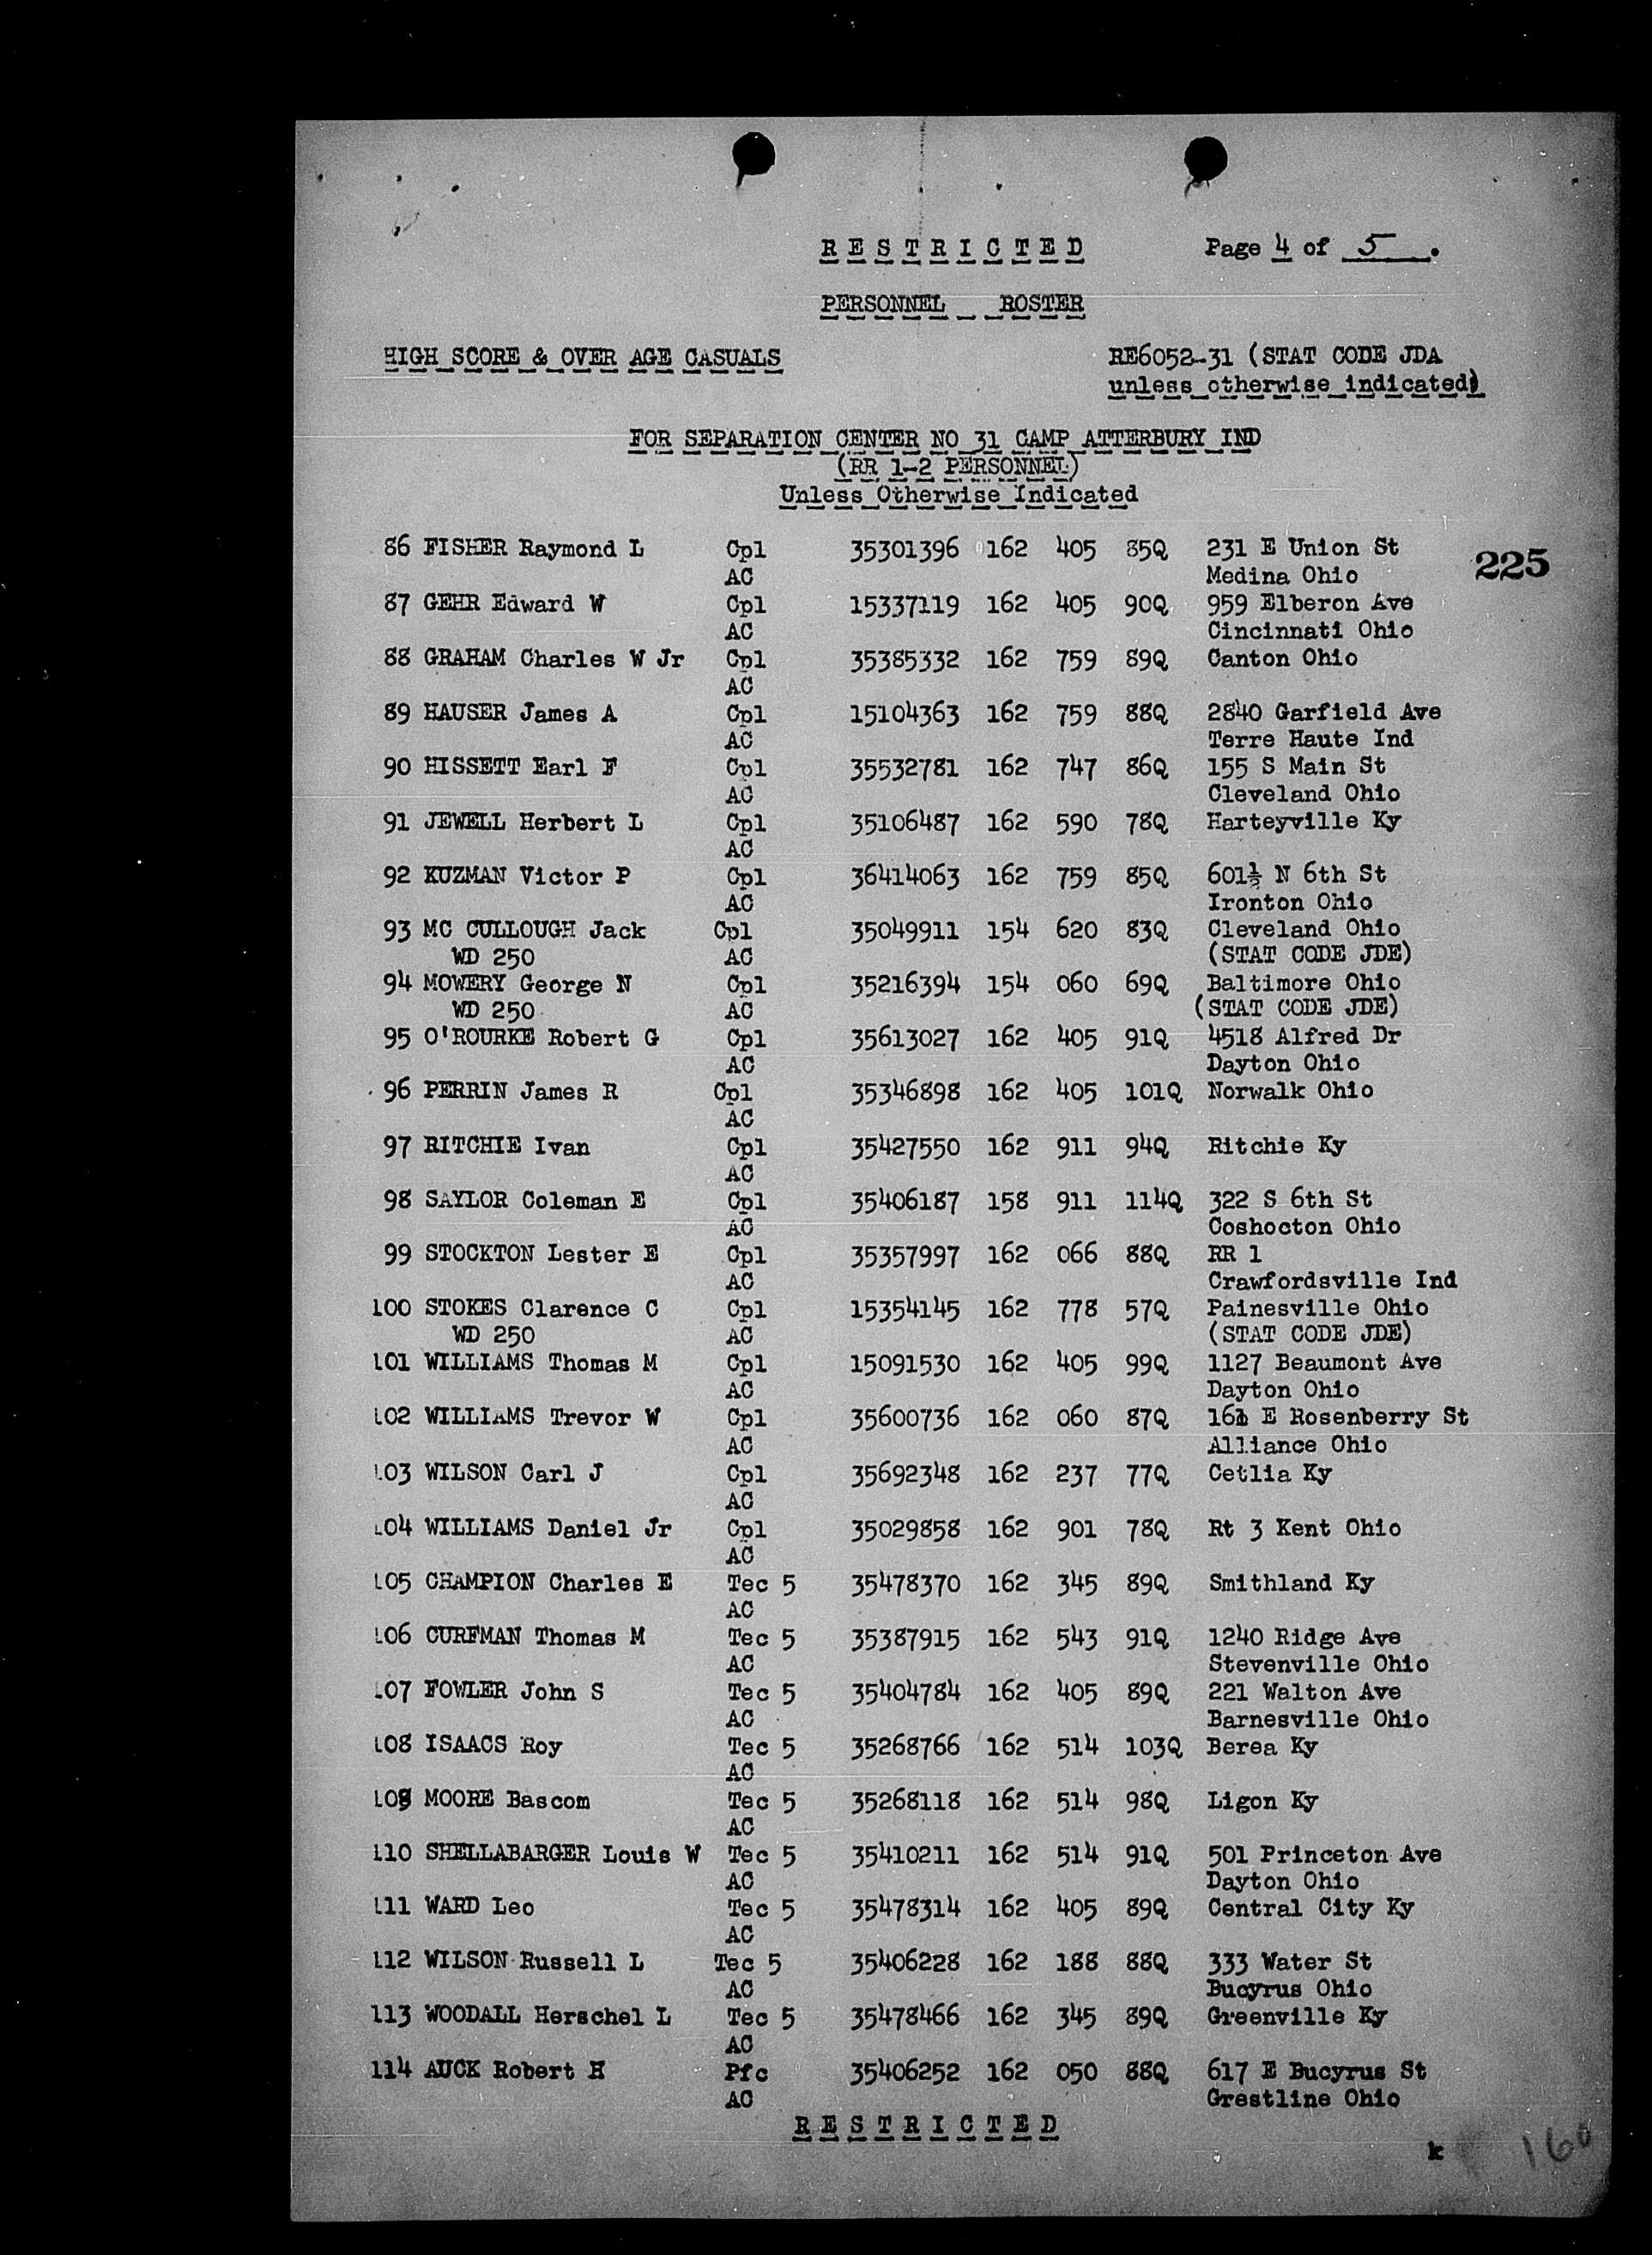 RESTRICTED Page 4 of 5.
PERSONNEL ROSTER
HIGH SCORE & OVER AGE CASUALS RE6052-31 (STAT CODE JDA
unless otherwise indicated)
FOR SEPARATION CENTER NO 31 CAMP ATTERBURY IND
(RR 1-2 PERSONNEL)
Unless Otherwise Indicated
86 FISHER Raymond L Cpl 35301396 162 405 85Q 231 E Union St
225
AC Medina Ohio
87 GEHR Edward W Cpl 15337119 162 405 90Q 959 Elberon Ave
AC Cincinnati Ohio
88 GRAHAM Charles W Jr Cpl 35385332 162 759 89Q Canton Ohio
AC
89 HAUSER James A Cpl 15104363 162 759 88Q 2840 Garfield Ave
AC Terre Haute Ind
90 HISSETT Earl F Cpl 35532781 162 747 86Q 155 S Main St
AC Cleveland Ohio
91 JEWELL Herbert L Cpl 35106487 162 590 78Q Harteyville Ky
AC
92 KUZMAN Victor P Cpl 36414063 162 759 85Q 601½ N 6th St
AC Ironton Ohio
93 MC CULLOUGH Jack Cpl 35049911 154 620 83Q Cleveland Ohio
WD 250 AC (STAT CODE JDE)
94 MOWERY George N Cpl 35216394 154 060 69Q Baltimore Ohio
WD 250 AC (STAT CODE JDE)
95 O'ROURKE Robert G Cpl 35613027 162 405 91Q 4518 Alfred Dr
AC Dayton Ohio
96 PERRIN James R Cpl 35346898 162 405 101Q Norwalk Ohio
AC
97 RITCHIE Ivan Cpl 35427550 162 911 94Q Ritchie Ky
AC
98 SAYLOR Coleman E Cpl 35406187 158 911 114Q 322 S 6th St
AC Coshocton Ohio
99 STOCKTON Lester E Cpl 35357997 162 066 88Q RR 1
AC Crawfordsville Ind
100 STOKES Clarence C Cpl 15354145 162 778 57Q Painesville Ohio
WD 250 AC (STAT CODE JDE)
101 WILLIAMS Thomas M Cpl 15091530 162 405 99Q 1127 Beaumont Ave
AC Dayton Ohio
102 WILLIAMS Trevor W Cpl 35600736 162 060 87Q E Rosenberry St
AC Alliance Ohio
103 WILSON Carl J Cpl 35692348 162 237 77Q Cetlia Ky
AC
104 WILLIAMS Daniel Jr Cpl 35029858 162 901 78Q Rt 3 Kent Ohio
AC
105 CHAMPION Charles E Tec 5 35478370 162 345 89Q Smithland Ky
AC
106 CURFMAN Thomas M Tec 5 35387915 162 543 91Q 1240 Ridge Ave
AC Stevenville Ohio
107 FOWLER John S Tec 5 35404784 162 405 89Q 221 Walton Ave
AC Barnesville Ohio
108 ISAACS Roy Tec 5 35268766 162 514 103Q Berea Ky
AC
109 MOORE Bascom Tec 5 35268118 162 514 98Q Ligon Ky
AC
110 SHELLABARGER Louis W Tec 5 35410211 162 514 91Q 501 Princeton Ave
AC Dayton Ohio
111 WARD Leo Tec 5 35478314 162 405 89Q Central City Ky
AC
112 WILSON Russell L Tec 5 35406228 162 188 88Q 333 Water St
AC Bucyrus Ohio
113 WOODALL Herschel L Tec 5 35478466 162 345 89Q Greenville Ky
AC
114 AUCK Robert H Pfc 35406252 162 050 88Q 617 E Bucyrus St
AC Crestline Ohio
RESTRICTED
k 160